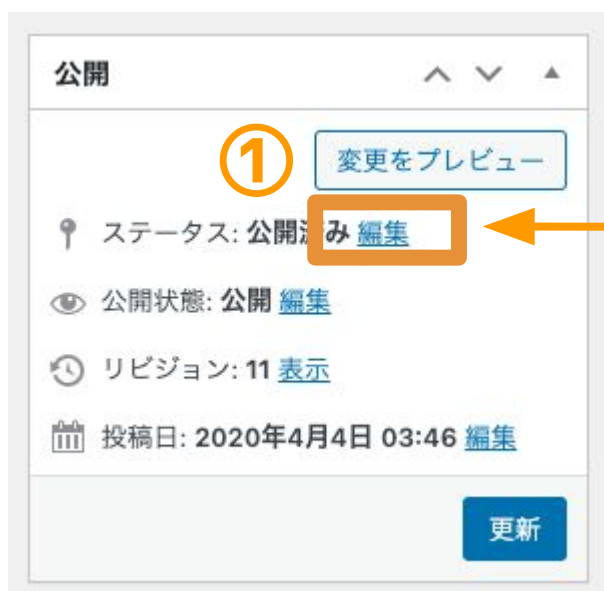 公開
① 変更をプレビュー
ステータス: 公開済み 編集
公開状態: 公開 編集
リビジョン: 11 表示
投稿日: 2020年4月4日 03:46 編集
更新